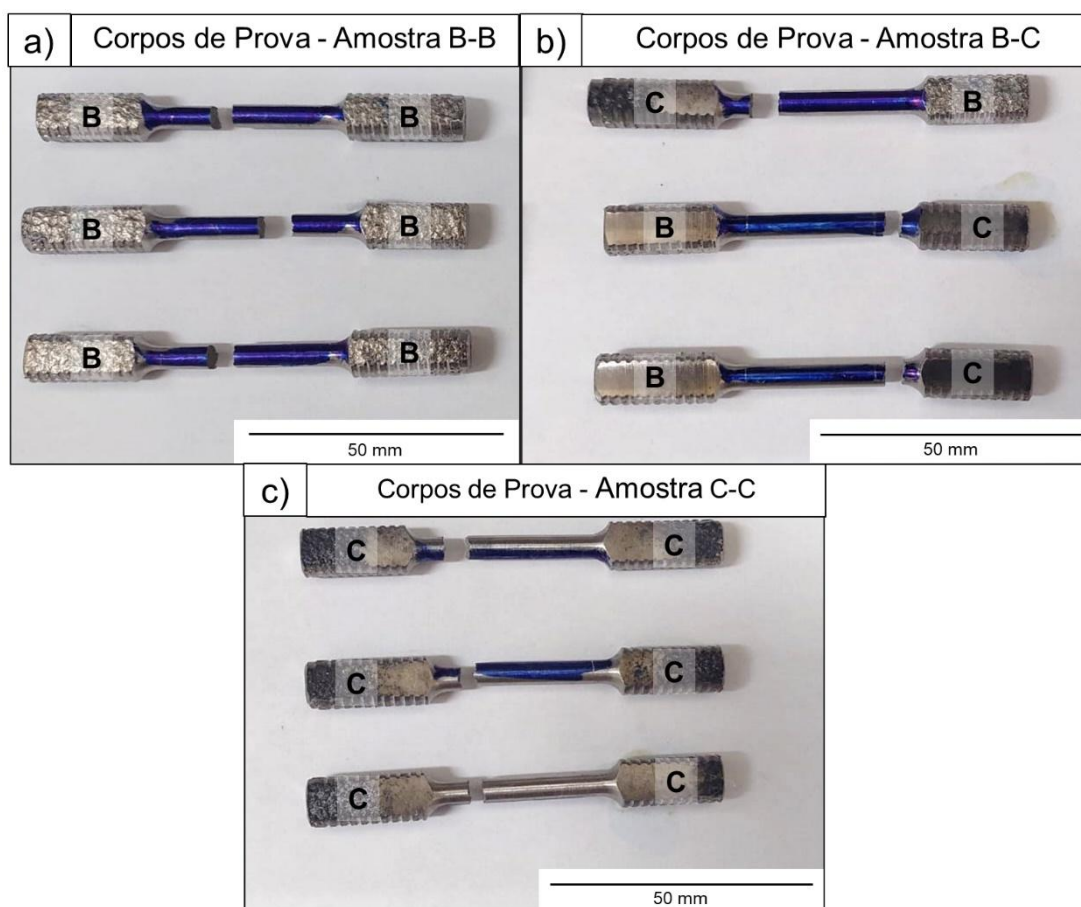 a) Corpos de Prova - Amostra B-B
B B
B B
B B
50 mm
b) Corpos de Prova - Amostra B-C
C B
B C
B C
50 mm
c) Corpos de Prova - Amostra C-C
C C
C C
C C
50 mm